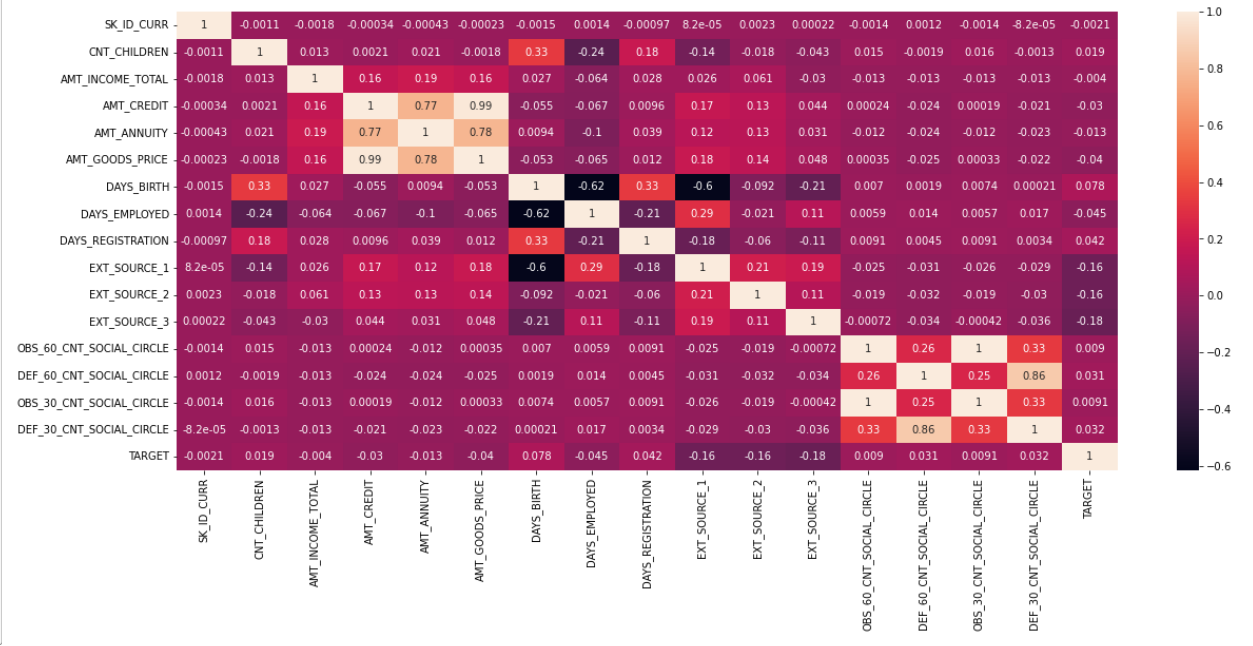 SK_ID_CURR 1 -0.0011 -0.0018 -0.00034 -0.00043 -0.00023 -0.0015 0.0014 -0.00097 8.2e-05 0.0023 0.00022 -0.0014 0.0012 -0.0014 -8.2e-05 -0.0021
CNT_CHILDREN -0.0011 1 0.013 0.0021 0.021 -0.0018 0.33 -0.24 0.18 -0.14 -0.018 -0.043 0.015 -0.0019 0.016 -0.0013 0.019
AMT_INCOME_TOTAL -0.0018 0.013 1 0.16 0.19 0.16 0.027 -0.064 0.028 0.026 0.061 -0.03 -0.013 -0.013 -0.013 -0.013 -0.004
AMT_CREDIT -0.00034 0.0021 0.16 1 0.77 0.99 -0.055 -0.067 0.0096 0.17 0.13 0.044 0.00024 -0.024 0.00019 -0.021 -0.03
AMT_ANNUITY -0.00043 0.021 0.19 0.77 1 0.78 0.0094 -0.1 0.039 0.12 0.13 0.031 -0.012 -0.024 -0.012 -0.023 -0.013
AMT_GOODS_PRICE -0.00023 -0.0018 0.16 0.99 0.78 1 -0.053 -0.065 0.012 0.18 0.14 0.048 0.00035 -0.025 0.00033 -0.022 -0.04
DAYS_BIRTH -0.0015 0.33 0.027 -0.055 0.0094 -0.053 1 -0.62 0.33 -0.6 -0.092 -0.21 0.007 0.0019 0.0074 0.00021 0.078
DAYS_EMPLOYED 0.0014 -0.24 -0.064 -0.067 -0.1 -0.065 -0.62 1 -0.21 0.29 -0.021 0.11 0.0059 0.014 0.0057 0.017 -0.045
DAYS_REGISTRATION -0.00097 0.18 0.028 0.0096 0.039 0.012 0.33 -0.21 1 -0.18 -0.06 -0.11 0.0091 0.0045 0.0091 0.0034 0.042
EXT_SOURCE_1 8.2e-05 -0.14 0.026 0.17 0.12 0.18 -0.6 0.29 -0.18 1 0.21 0.19 -0.025 -0.031 -0.026 -0.029 -0.16
EXT_SOURCE_2 0.0023 -0.018 0.061 0.13 0.13 0.14 -0.092 -0.021 -0.06 0.21 1 0.11 -0.019 -0.032 -0.019 -0.03 -0.16
EXT_SOURCE_3 0.00022 -0.043 -0.03 0.044 0.031 0.048 -0.21 0.11 -0.11 0.19 0.11 1 -0.00072 -0.034 -0.00042 -0.036 -0.18
OBS_60_CNT_SOCIAL_CIRCLE -0.0014 0.015 -0.013 0.00024 -0.012 0.00035 0.007 0.0059 0.0091 -0.025 -0.019 -0.00072 1 0.26 1 0.33 0.009
DEF_60_CNT_SOCIAL_CIRCLE 0.0012 -0.0019 -0.013 -0.024 -0.024 -0.025 0.0019 0.014 0.0045 -0.031 -0.032 -0.034 0.26 1 0.25 0.86 0.031
OBS_30_CNT_SOCIAL_CIRCLE -0.0014 0.016 -0.013 0.00019 -0.012 0.00033 0.0074 0.0057 0.0091 -0.026 -0.019 -0.00042 1 0.25 1 0.33 0.0091
DEF_30_CNT_SOCIAL_CIRCLE -8.2e-05 -0.0013 -0.013 -0.021 -0.023 -0.022 0.00021 0.017 0.0034 -0.029 -0.03 -0.036 0.33 0.86 0.33 1 0.032
TARGET -0.0021 0.019 -0.004 -0.03 -0.013 -0.04 0.078 -0.045 0.042 -0.16 -0.16 -0.18 0.009 0.031 0.0091 0.032 1
SK_ID_CURR
CNT_CHILDREN
AMT_INCOME_TOTAL
AMT_CREDIT
AMT_ANNUITY
AMT_GOODS_PRICE
DAYS_BIRTH
DAYS_EMPLOYED
DAYS_REGISTRATION
EXT_SOURCE_1
EXT_SOURCE_2
EXT_SOURCE_3
OBS_60_CNT_SOCIAL_CIRCLE
DEF_60_CNT_SOCIAL_CIRCLE
OBS_30_CNT_SOCIAL_CIRCLE
DEF_30_CNT_SOCIAL_CIRCLE
TARGET
1.0
0.8
0.6
0.4
0.2
0.0
−0.2
−0.4
−0.6